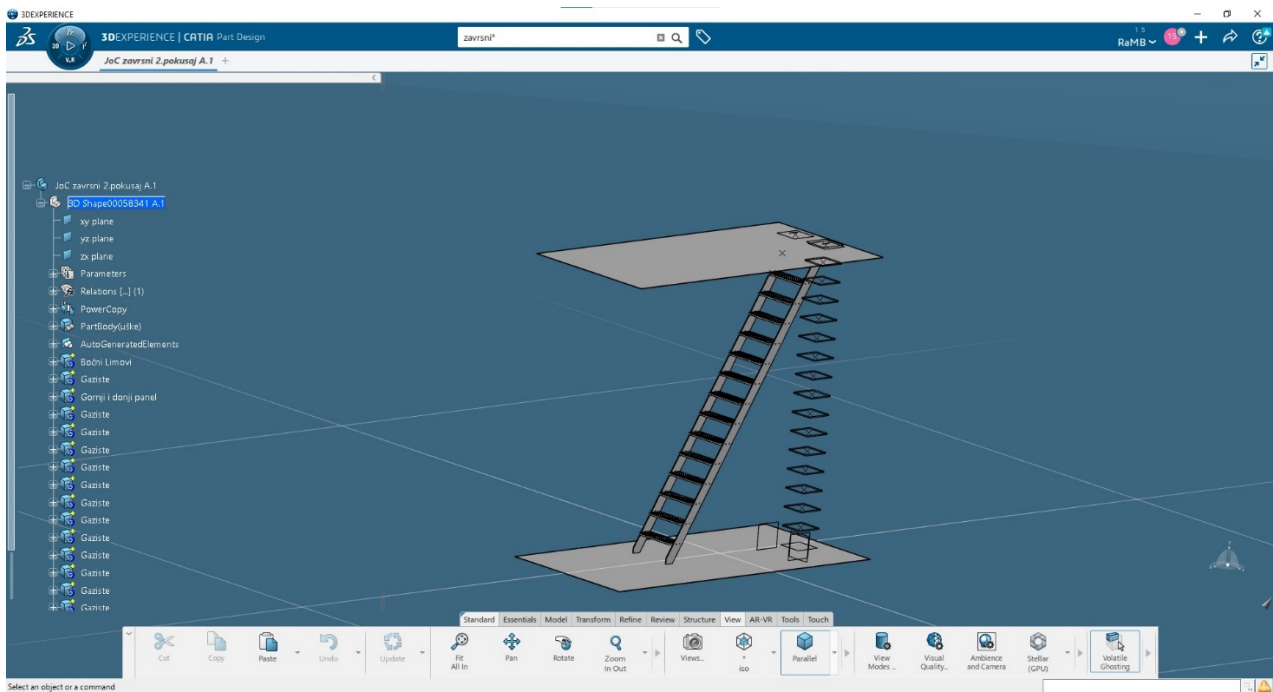 3DEXPERIENCE
3DEXPERIENCE | CATIA Part Design
zavrsni*
1 5
RaMB
3D
V.R
JoC zavrsni 2.pokusaj A.1
JoC zavrsni 2.pokusaj A.1
3D Shape00058341 A.1
xy plane
yz plane
zx plane
Parameters
Relations [...] (1)
PowerCopy
PartBody(uške)
AutoGeneratedElements
Bočni Limovi
Gaziste
Gornji i donji panel
Gaziste
Gaziste
Gaziste
Gaziste
Gaziste
Gaziste
Gaziste
Gaziste
Gaziste
Gaziste
Gaziste
Gaziste
Standard Essentials Model Transform Refine Review Structure View AR-VR Tools Touch
Cut Copy Paste Undo Update Fit All In Pan Rotate Zoom In Out Views... * iso Parallel View Modes ... Visual Quality... Ambience and Camera Stellar (GPU) Volatile Ghosting
Select an object or a command